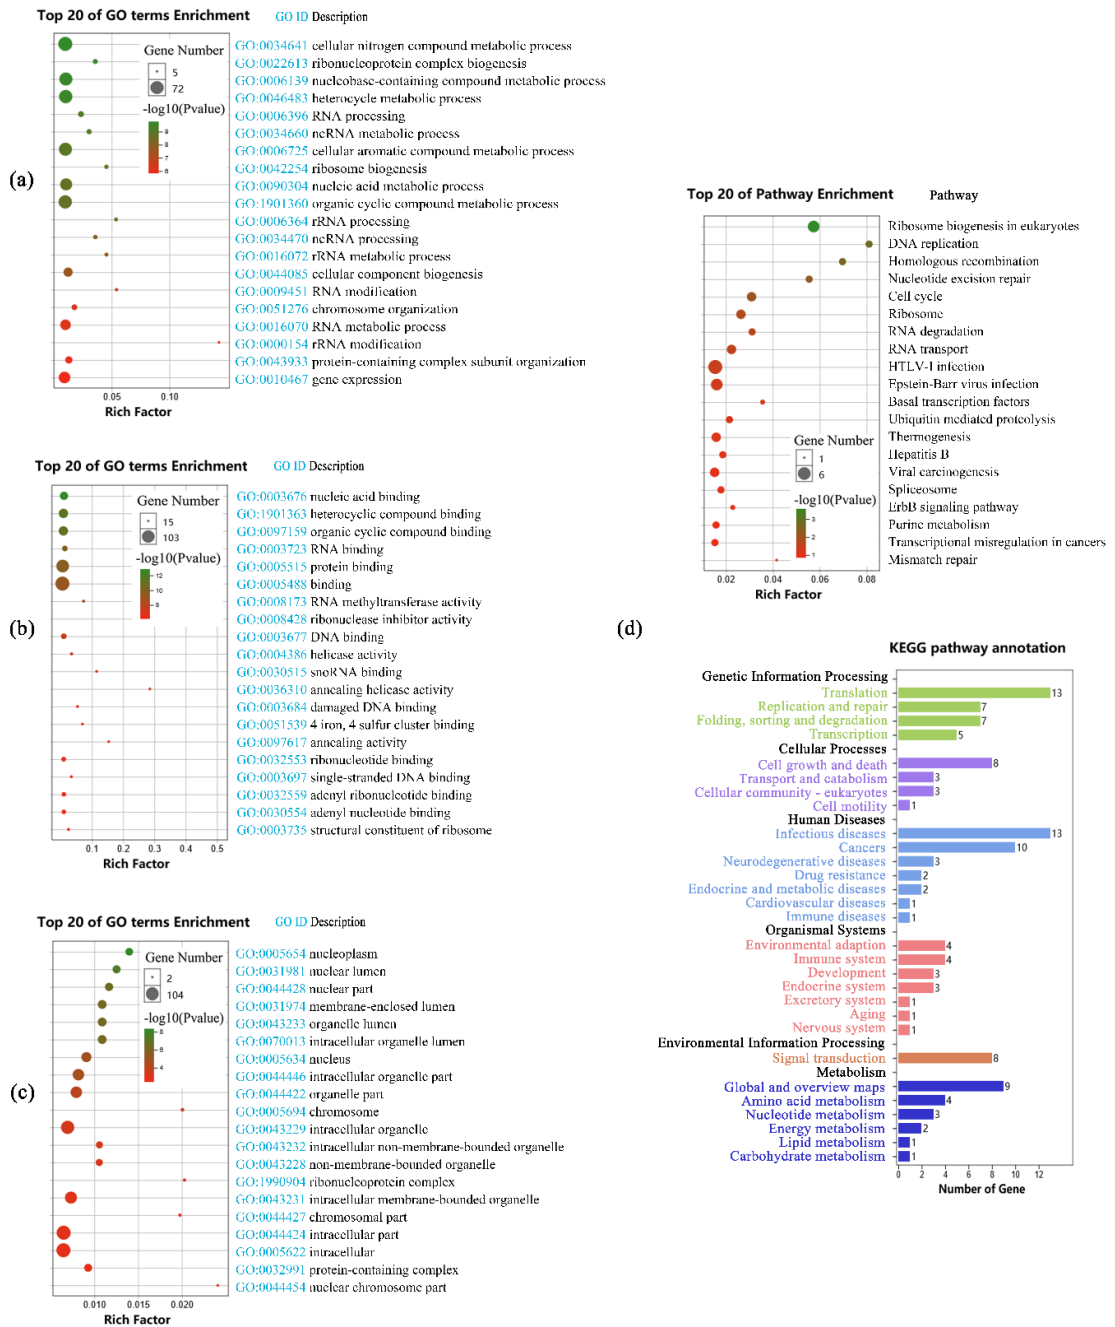 Top 20 of GO terms Enrichment GO ID Description
Gene Number
5
72
-log10(Pvalue)
9
8
7
6
GO:0034641 cellular nitrogen compound metabolic process
GO:0022613 ribonucleoprotein complex biogenesis
GO:0006139 nucleobase-containing compound metabolic process
GO:0046483 heterocycle metabolic process
GO:0006396 RNA processing
GO:0034660 ncRNA metabolic process
GO:0006725 cellular aromatic compound metabolic process
GO:0042254 ribosome biogenesis
GO:0090304 nucleic acid metabolic process
GO:1901360 organic cyclic compound metabolic process
GO:0006364 rRNA processing
GO:0034470 ncRNA processing
GO:0016072 rRNA metabolic process
GO:0044085 cellular component biogenesis
GO:0009451 RNA modification
GO:0051276 chromosome organization
GO:0016070 RNA metabolic process
GO:0000154 rRNA modification
GO:0043933 protein-containing complex subunit organization
GO:0010467 gene expression
0.05 0.10
Rich Factor
(a)
Top 20 of GO terms Enrichment GO ID Description
Gene Number
15
103
-log10(Pvalue)
12
10
8
GO:0003676 nucleic acid binding
GO:1901363 heterocyclic compound binding
GO:0097159 organic cyclic compound binding
GO:0003723 RNA binding
GO:0005515 protein binding
GO:0005488 binding
GO:0008173 RNA methyltransferase activity
GO:0008428 ribonuclease inhibitor activity
GO:0003677 DNA binding
GO:0004386 helicase activity
GO:0030515 snoRNA binding
GO:0036310 annealing helicase activity
GO:0003684 damaged DNA binding
GO:0051539 4 iron, 4 sulfur cluster binding
GO:0097617 annealing activity
GO:0032553 ribonucleotide binding
GO:0003697 single-stranded DNA binding
GO:0032559 adenyl ribonucleotide binding
GO:0030554 adenyl nucleotide binding
GO:0003735 structural constituent of ribosome
0.1 0.2 0.3 0.4 0.5
Rich Factor
(b)
Top 20 of GO terms Enrichment GO ID Description
Gene Number
2
104
-log10(Pvalue)
8
6
4
GO:0005654 nucleoplasm
GO:0031981 nuclear lumen
GO:0044428 nuclear part
GO:0031974 membrane-enclosed lumen
GO:0043233 organelle lumen
GO:0070013 intracellular organelle lumen
GO:0005634 nucleus
GO:0044446 intracellular organelle part
GO:0044422 organelle part
GO:0005694 chromosome
GO:0043229 intracellular organelle
GO:0043232 intracellular non-membrane-bounded organelle
GO:0043228 non-membrane-bounded organelle
GO:1990904 ribonucleoprotein complex
GO:0043231 intracellular membrane-bounded organelle
GO:0044427 chromosomal part
GO:0044424 intracellular part
GO:0005622 intracellular
GO:0032991 protein-containing complex
GO:0044454 nuclear chromosome part
0.010 0.015 0.020
Rich Factor
(c)
Top 20 of Pathway Enrichment Pathway
Ribosome biogenesis in eukaryotes
DNA replication
Homologous recombination
Nucleotide excision repair
Cell cycle
Ribosome
RNA degradation
RNA transport
HTLV-I infection
Epstein-Barr virus infection
Basal transcription factors
Ubiquitin mediated proteolysis
Thermogenesis
Hepatitis B
Viral carcinogenesis
Spliceosome
ErbB signaling pathway
Purine metabolism
Transcriptional misregulation in cancers
Mismatch repair
Gene Number
1
6
-log10(Pvalue)
3
2
1
0.02 0.04 0.06 0.08
Rich Factor
(d)
KEGG pathway annotation
Genetic Information Processing
Translation 13
Replication and repair 7
Folding, sorting and degradation 7
Transcription 5
Cellular Processes
Cell growth and death 8
Transport and catabolism 3
Cellular community - eukaryotes 3
Cell motility 1
Human Diseases
Infectious diseases 13
Cancers 10
Neurodegenerative diseases 3
Drug resistance 2
Endocrine and metabolic diseases 2
Cardiovascular diseases 1
Immune diseases 1
Organismal Systems
Environmental adaption 4
Immune system 4
Development 3
Endocrine system 3
Excretory system 1
Aging 1
Nervous system 1
Environmental Information Processing
Signal transduction 8
Metabolism
Global and overview maps 9
Amino acid metabolism 4
Nucleotide metabolism 3
Energy metabolism 2
Lipid metabolism 1
Carbohydrate metabolism 1
0 2 4 6 8 10 12
Number of Gene